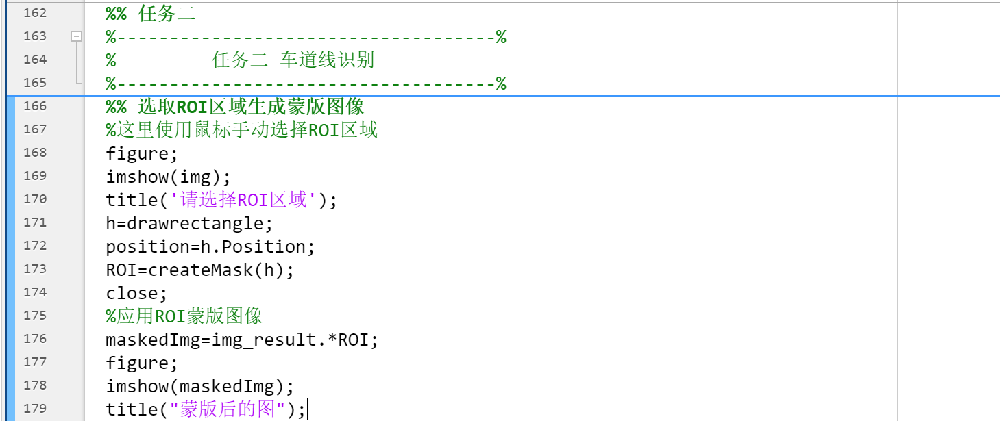 162 %% 任务二
163 %------------------------------------%
164 % 任务二 车道线识别
165 %------------------------------------%
166 %% 选取ROI区域生成蒙版图像
167 %这里使用鼠标手动选择ROI区域
168 figure;
169 imshow(img);
170 title('请选择ROI区域');
171 h=drawrectangle;
172 position=h.Position;
173 ROI=createMask(h);
174 close;
175 %应用ROI蒙版图像
176 maskedImg=img_result.*ROI;
177 figure;
178 imshow(maskedImg);
179 title("蒙版后的图");